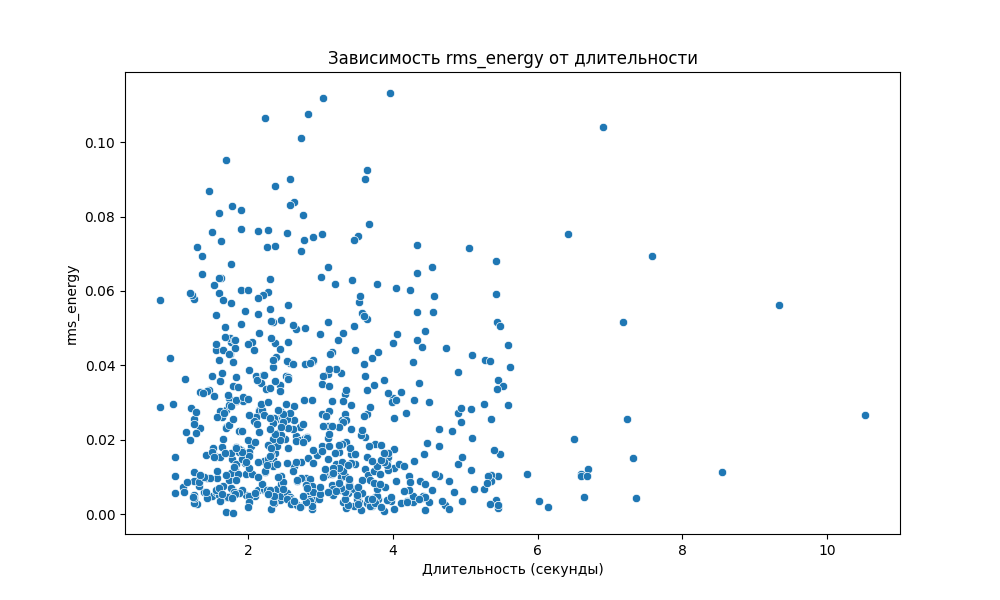 Зависимость rms_energy от длительности
rms_energy
0.10
0.08
0.06
0.04
0.02
0.00
2 4 6 8 10
Длительность (секунды)